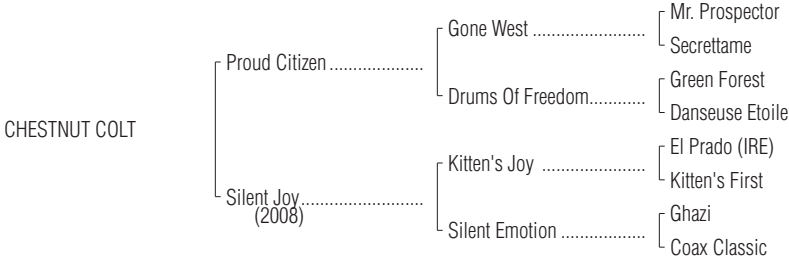 Mr. Prospector
Gone West ........................
Secrettame
Proud Citizen ....................
Green Forest
Drums Of Freedom............
Danseuse Etoile
CHESTNUT COLT
El Prado (IRE)
Kitten's Joy ......................
Kitten's First
Silent Joy..........................
(2008)
Ghazi
Silent Emotion ..................
Coax Classic